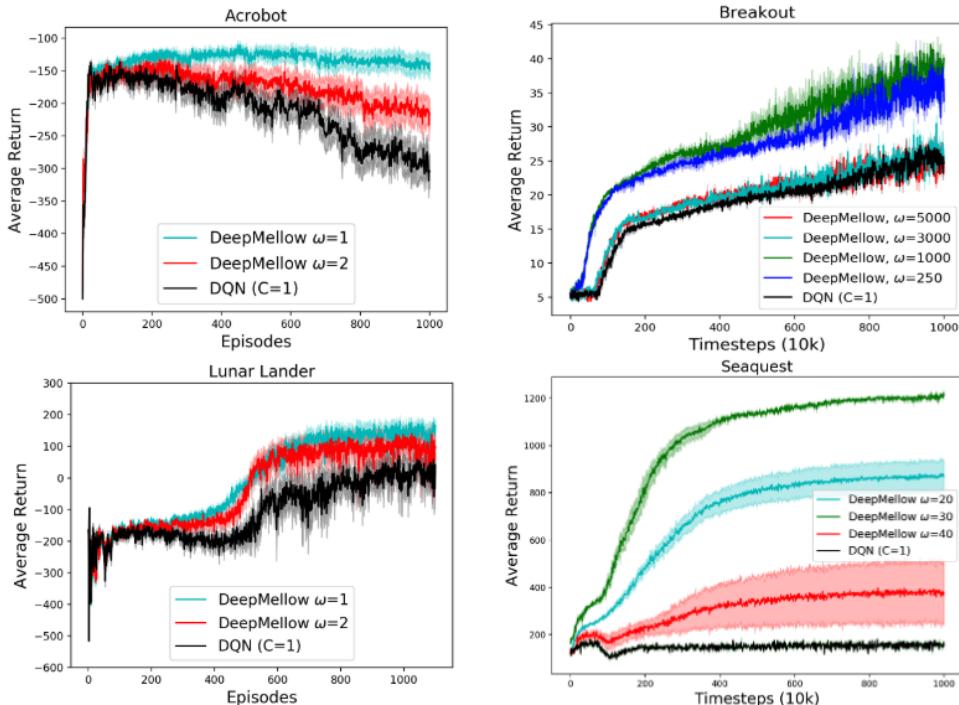 Acrobot
−100
−150
−200
−250
−300
−350
−400
−450
−500
Average Return
DeepMellow ω=1
DeepMellow ω=2
DQN (C=1)
0 200 400 600 800 1000
Episodes
Breakout
45
40
35
30
25
20
15
10
5
Average Return
DeepMellow, ω=5000
DeepMellow, ω=3000
DeepMellow, ω=1000
DeepMellow, ω=250
DQN (C=1)
0 200 400 600 800 1000
Timesteps (10k)
Lunar Lander
300
200
100
0
−100
−200
−300
−400
−500
−600
Average Return
DeepMellow ω=1
DeepMellow ω=2
DQN (C=1)
0 200 400 600 800 1000
Episodes
Seaquest
1200
1000
800
600
400
200
Average Return
DeepMellow ω=20
DeepMellow ω=30
DeepMellow ω=40
DQN (C=1)
0 200 400 600 800 1000
Timesteps (10k)